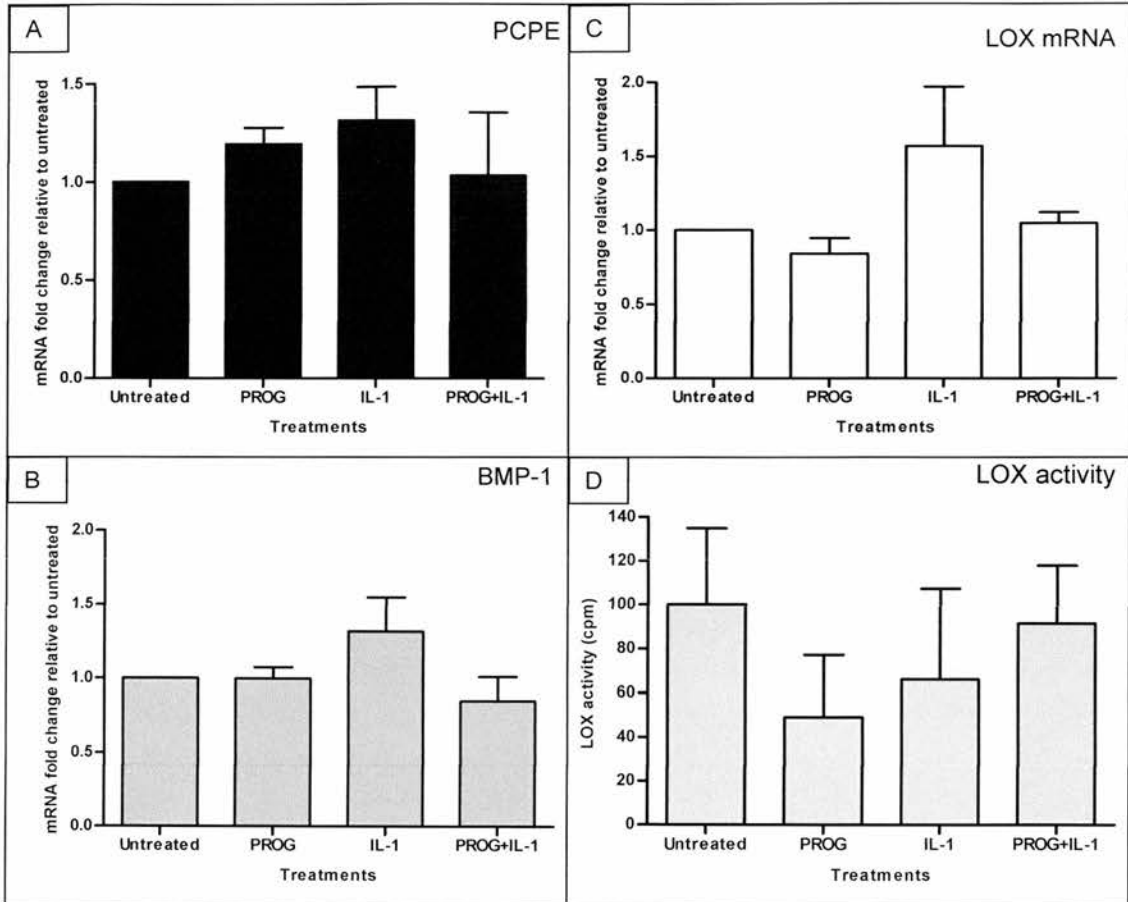 A
PCPE
mRNA fold change relative to untreated
1.5
1.0
0.5
0.0
Untreated PROG IL-1 PROG+IL-1
Treatments
C
LOX mRNA
mRNA fold change relative to untreated
2.0
1.5
1.0
0.5
0.0
Untreated PROG IL-1 PROG+IL-1
Treatments
B
BMP-1
mRNA fold change relative to untreated
2.0
1.5
1.0
0.5
0.0
Untreated PROG IL-1 PROG+IL-1
Treatments
D
LOX activity
LOX activity (cpm)
140
120
100
80
60
40
20
0
Untreated PROG IL-1 PROG+IL-1
Treatments